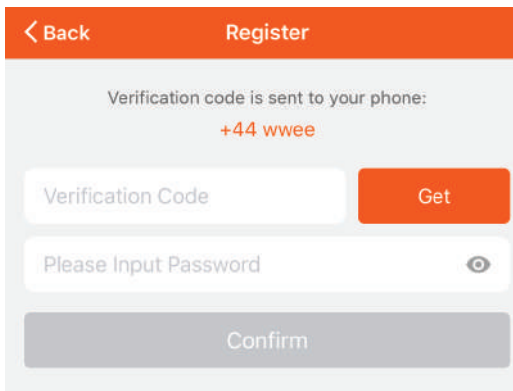 Back Register
Verification code is sent to your phone:
+44 wwee
Verification Code Get
Please Input Password
Confirm